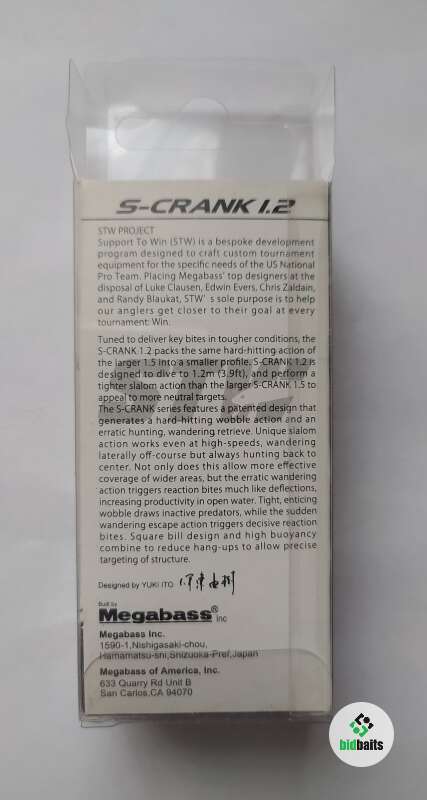 S-CRANK 1.2
STW PROJECT
Support To Win (STW) is a bespoke development
program designed to craft custom tournament
equipment for the specific needs of the US National
Pro Team. Placing Megabass' top designers at the
disposal of Luke Clausen, Edwin Evers, Chris Zaldain,
and Randy Blaukat, STW' s sole purpose is to help
our anglers get closer to their goal at every
tournament: Win.
Tuned to deliver key bites in tougher conditions, the
S-CRANK 1.2 packs the same hard-hitting action of
the larger 1.5 into a smaller profile. S-CRANK 1.2 is
designed to dive to 1.2m (3.9ft), and perform a
tighter slalom action than the larger S-CRANK 1.5 to
appeal to more neutral targets.
The S-CRANK series features a patented design that
generates a hard-hitting wobble action and an
erratic hunting, wandering retrieve. Unique slalom
action works even at high-speeds, wandering
laterally off-course but always hunting back to
center. Not only does this allow more effective
coverage of wider areas, but the erratic wandering
action triggers reaction bites much like deflections,
increasing productivity in open water. Tight, enticing
wobble draws inactive predators, while the sudden
wandering escape action triggers decisive reaction
bites. Square bill design and high buoyancy
combine to reduce hang-ups to allow precise
targeting of structure.
Designed by YUKI ITO 伊東由樹
Built by
Megabass® inc
Megabass Inc.
1590-1,Nishigasaki-chou,
Hamamatsu-shi,Shizuoka-Pref,Japan
Megabass of America, Inc.
633 Quarry Rd Unit B
San Carlos,CA 94070
bidbaits